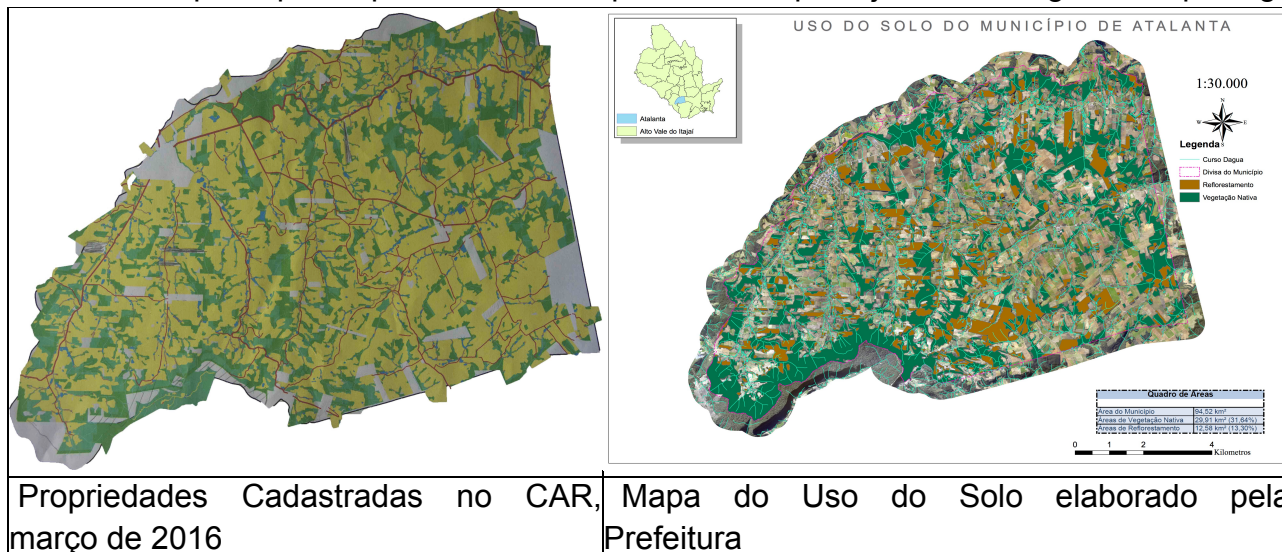 USO DO SOLO DO MUNICÍPIO DE ATALANTA
Atalanta
Alto Vale do Itajaí
1:30.000
N
W E
S
Legenda
Curso Dagua
Divisa do Município
Reflorestamento
Vegetação Nativa
Quadro de Áreas
Área do Município 94,52 km²
Áreas de Vegetação Nativa 29,91 km² (31,64%)
Áreas de Reflorestamento 12,58 km² (13,30%)
0 1 2 4
Kilometros
Propriedades Cadastradas no CAR,
março de 2016
Mapa do Uso do Solo elaborado pela
Prefeitura